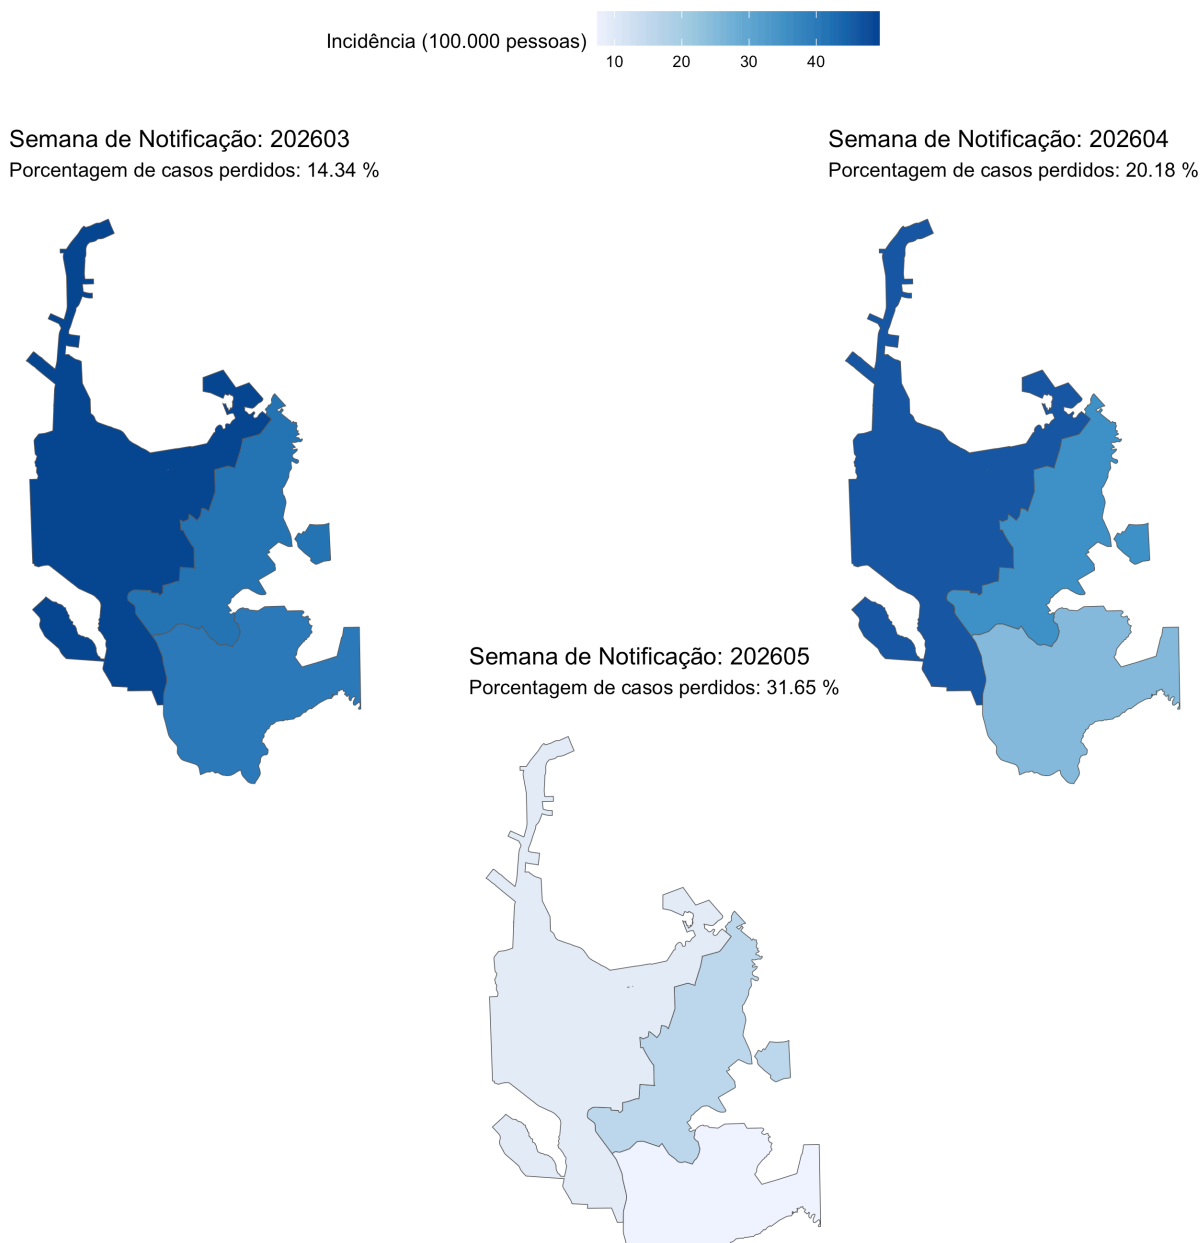 Incidência (100.000 pessoas)
10 20 30 40
Semana de Notificação: 202603
Porcentagem de casos perdidos: 14.34 %
Semana de Notificação: 202604
Porcentagem de casos perdidos: 20.18 %
Semana de Notificação: 202605
Porcentagem de casos perdidos: 31.65 %